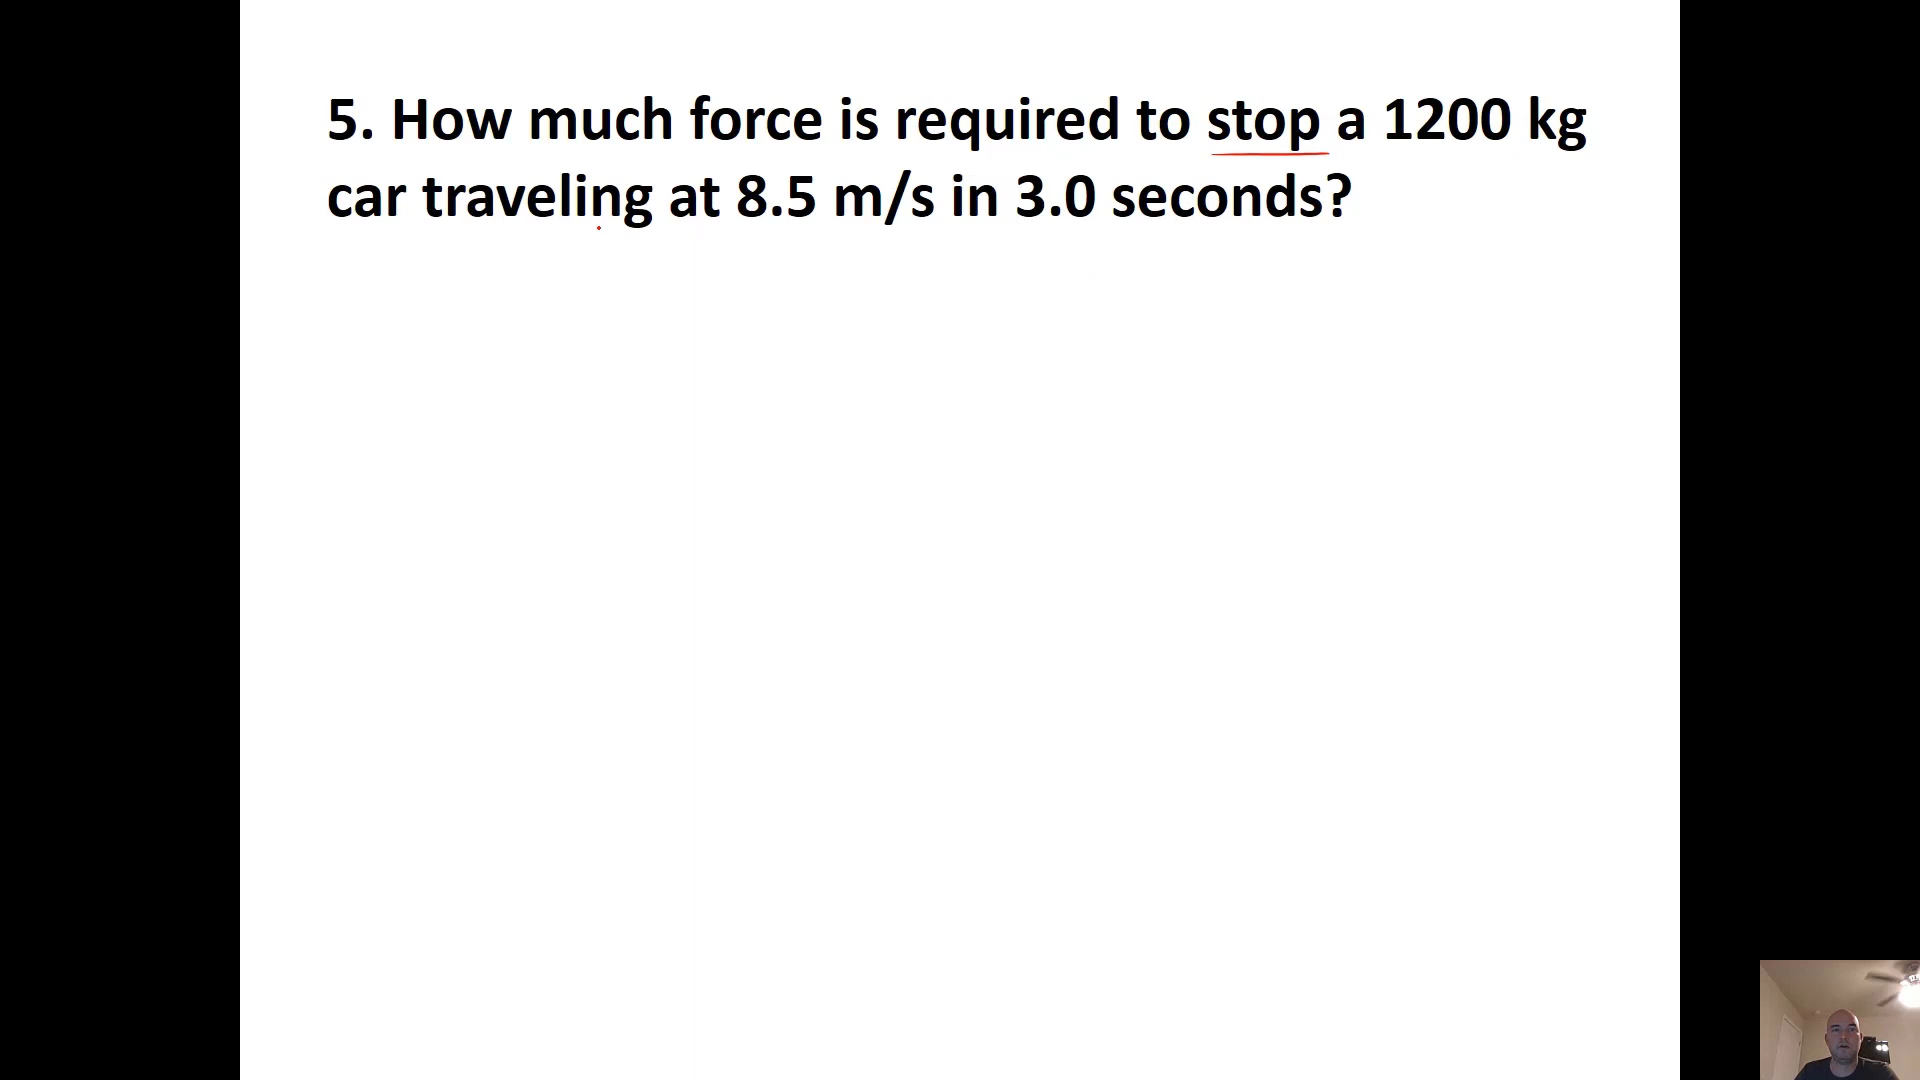 5. How much force is required to stop a 1200 kg
car traveling at 8.5 m/s in 3.0 seconds?